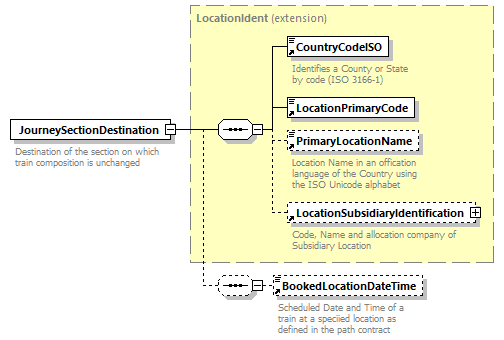 LocationIdent (extension)
CountryCodeISO
Identifies a County or State
by code (ISO 3166-1)
LocationPrimaryCode
JourneySectionDestination
Destination of the section on which
train composition is unchanged
PrimaryLocationName
Location Name in an offication
language of the Country using
the ISO Unicode alphabet
LocationSubsidiaryIdentification
Code, Name and allocation company of
Subsidiary Location
BookedLocationDateTime
Scheduled Date and Time of a
train at a speciied location as
defined in the path contract